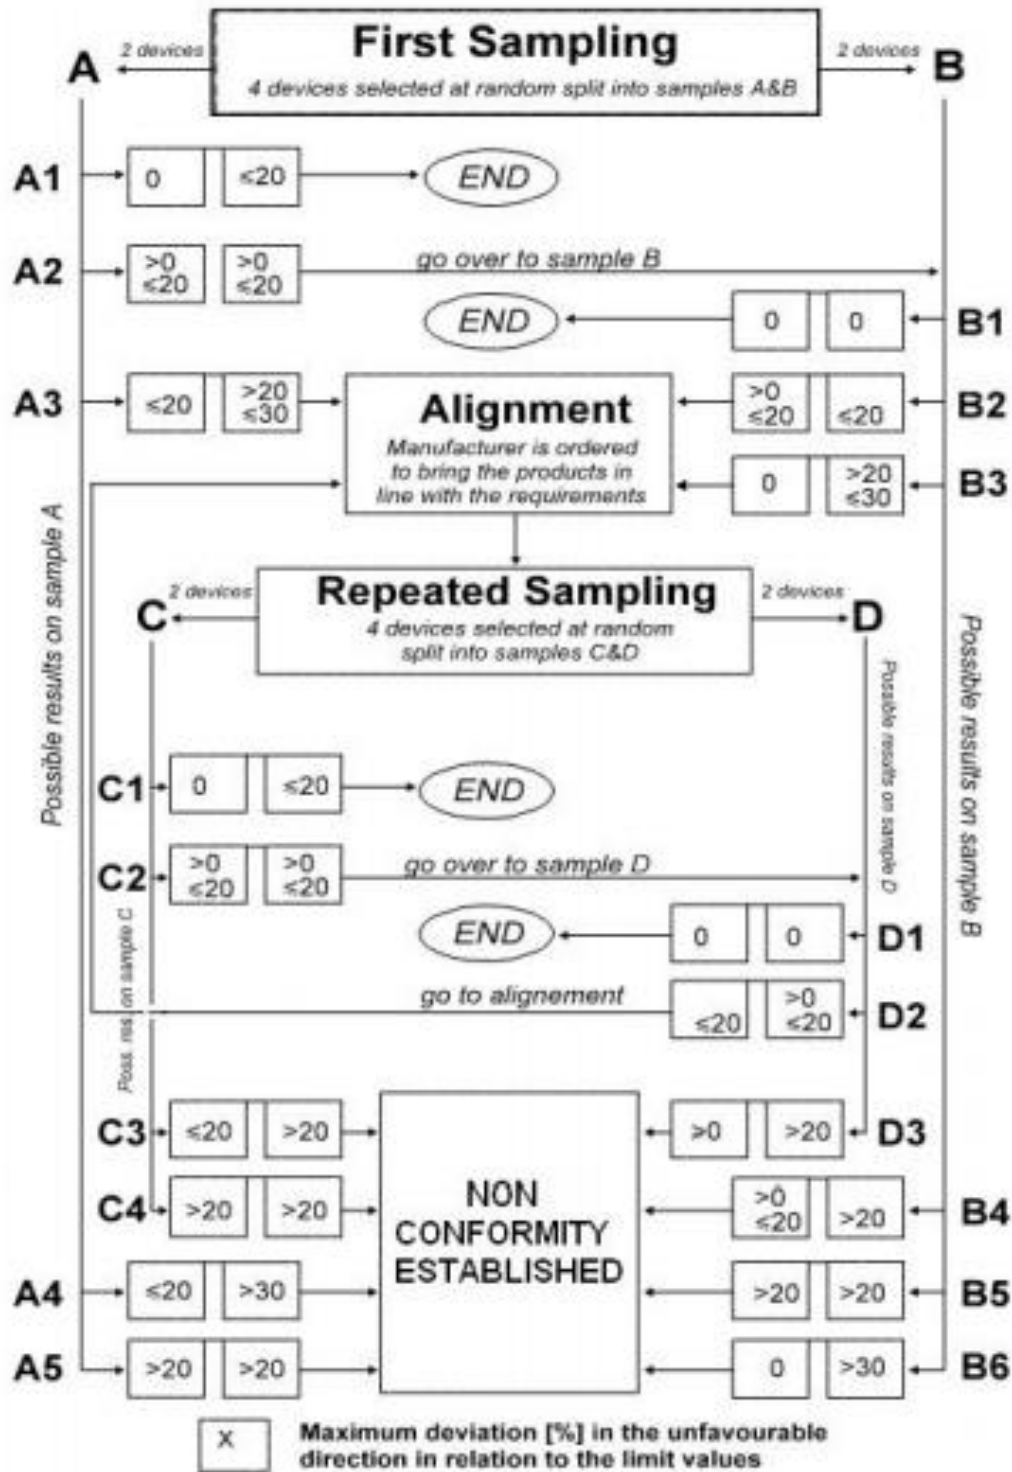 First Sampling
4 devices selected at random split into samples A&B
A 2 devices
2 devices B
A1 0 ≤20 END
A2 >0 ≤20 >0 ≤20 go over to sample B
END 0 0 B1
A3 ≤20 >20 ≤30
Alignment
Manufacturer is ordered
to bring the products in
line with the requirements
>0 ≤20 ≤20 B2
0 >20 ≤30 B3
Possible results on sample A
Repeated Sampling
4 devices selected at random
split into samples C&D
C 2 devices
2 devices D
Possible results on sample D
Possible results on sample B
C1 0 ≤20 END
C2 >0 ≤20 >0 ≤20 go over to sample D
Poss. res. on sample C
END 0 0 D1
go to alignement ≤20 >0 ≤20 D2
C3 ≤20 >20
>0 >20 D3
C4 >20 >20
NON
CONFORMITY
ESTABLISHED
>0 ≤20 >20 B4
A4 ≤20 >30
>20 >20 B5
A5 >20 >20
0 >30 B6
X Maximum deviation [%] in the unfavourable
direction in relation to the limit values